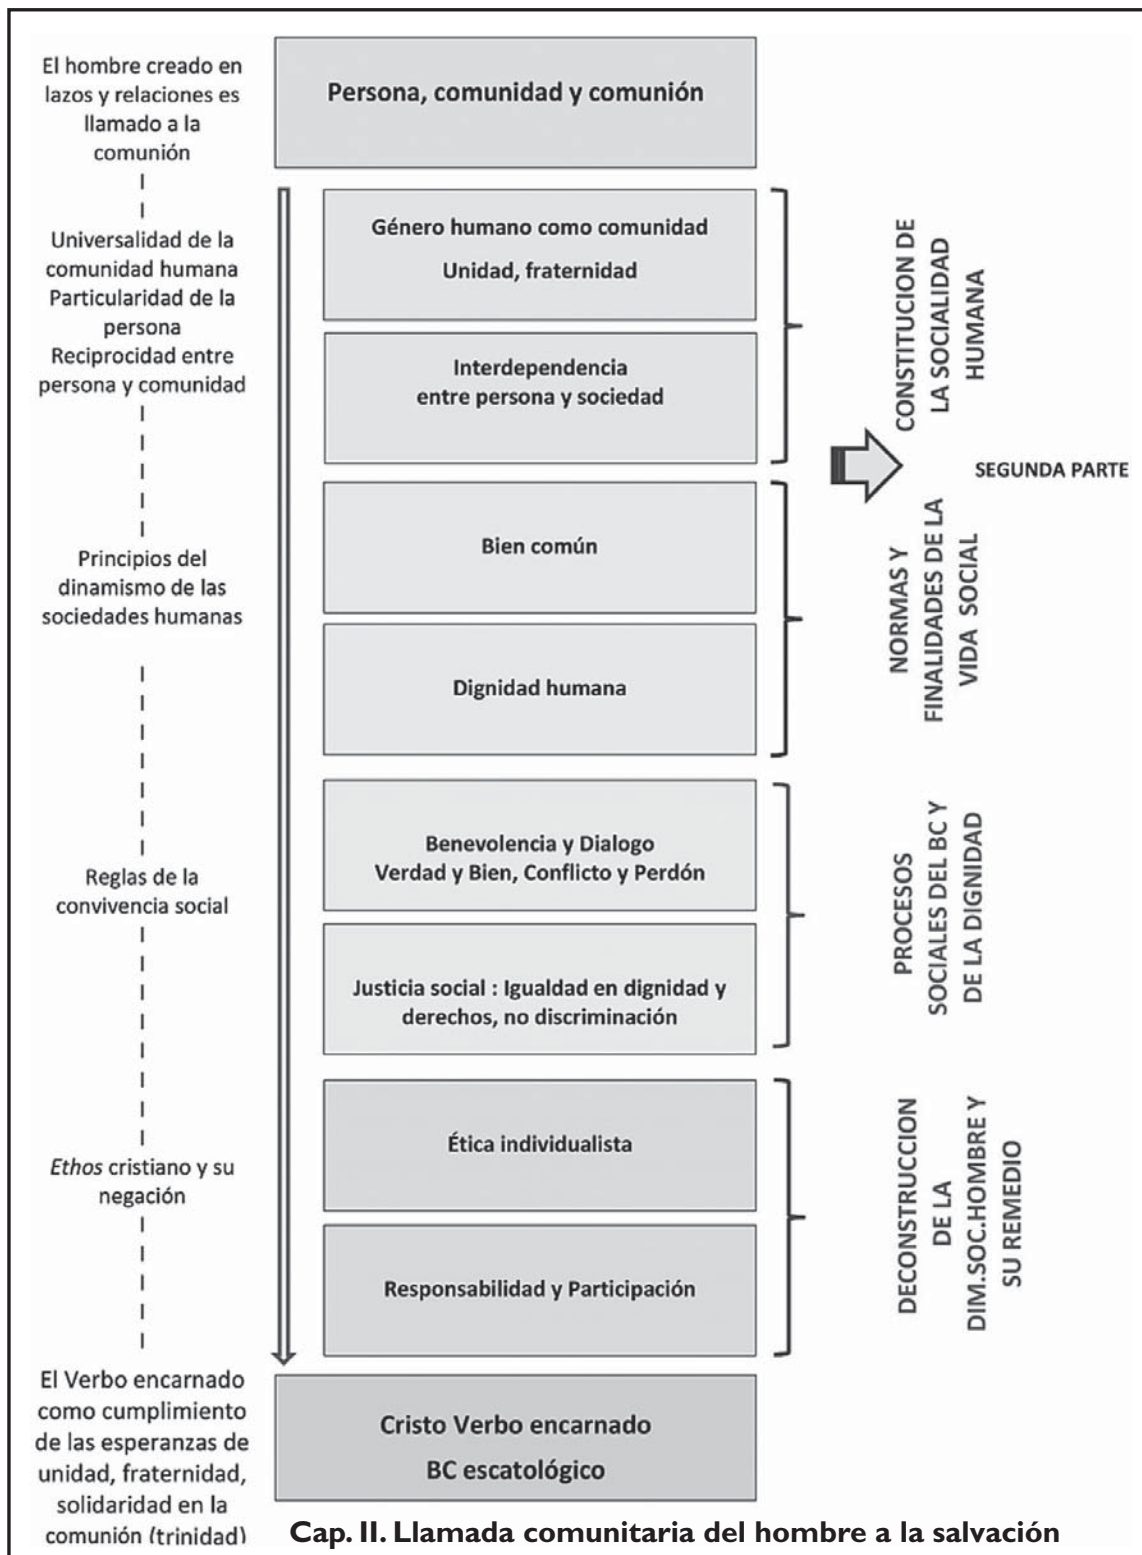 El hombre creado en
lazos y relaciones es
llamado a la
comunión
Persona, comunidad y comunión
Universalidad de la
comunidad humana
Particularidad de la
persona
Reciprocidad entre
persona y comunidad
Género humano como comunidad
Unidad, fraternidad
Interdependencia
entre persona y sociedad
CONSTITUCION DE
LA SOCIALIDAD
HUMANA
SEGUNDA PARTE
Principios del
dinamismo de las
sociedades humanas
Bien común
Dignidad humana
NORMAS Y
FINALIDADES DE LA
VIDA SOCIAL
Reglas de la
convivencia social
Benevolencia y Dialogo
Verdad y Bien, Conflicto y Perdón
Justicia social : Igualdad en dignidad y
derechos, no discriminación
PROCESOS
SOCIALES DEL BC Y
DE LA DIGNIDAD
Ethos cristiano y su
negación
Ética individualista
Responsabilidad y Participación
DECONSTRUCCION
DE LA
DIM.SOC.HOMBRE Y
SU REMEDIO
El Verbo encarnado
como cumplimiento
de las esperanzas de
unidad, fraternidad,
solidaridad en la
comunión (trinidad)
Cristo Verbo encarnado
BC escatológico
Cap. II. Llamada comunitaria del hombre a la salvación